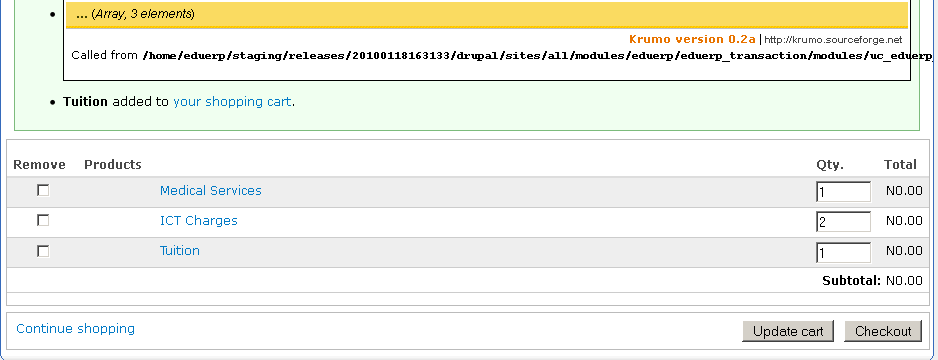 ... (Array, 3 elements)
Krumo version 0.2a | http://krumo.sourceforge.net
Called from /home/eduerp/staging/releases/20100118163133/drupal/sites/all/modules/eduerp/eduerp_transaction/modules/uc_eduerp_
Tuition added to your shopping cart.
Remove Products Qty. Total
Medical Services 1 N0.00
ICT Charges 2 N0.00
Tuition 1 N0.00
Subtotal: N0.00
Continue shopping Update cart Checkout